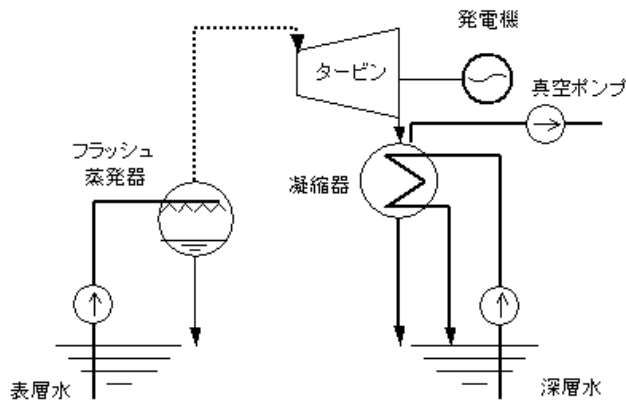 発電機
タービン
真空ポンプ
フラッシュ
蒸発器
凝縮器
表層水
深層水